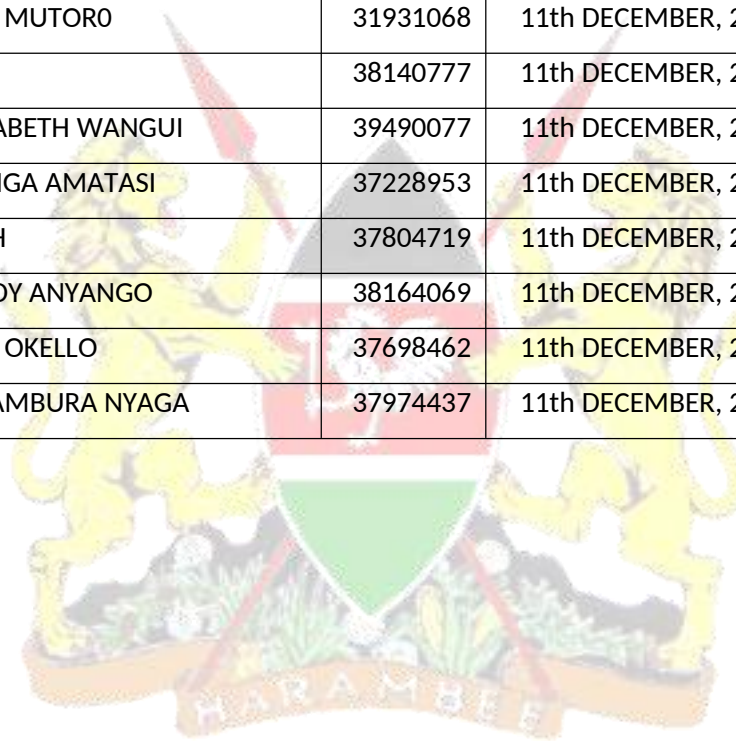 MUTOR0 31931068 11th DECEMBER, 2
38140777 11th DECEMBER, 2
ABETH WANGUI 39490077 11th DECEMBER, 2
GA AMATASI 37228953 11th DECEMBER, 2
H 37804719 11th DECEMBER, 2
DY ANYANGO 38164069 11th DECEMBER, 2
OKELLO 37698462 11th DECEMBER, 2
AMBURA NYAGA 37974437 11th DECEMBER, 2
HARAMBEE